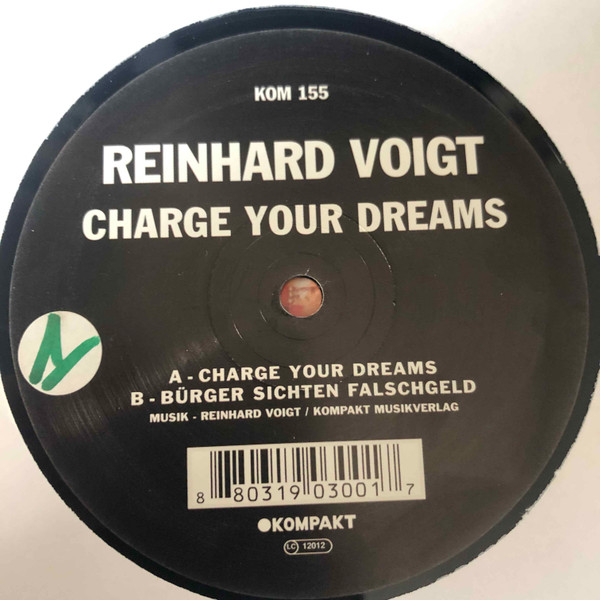 KOM 155
REINHARD VOIGT
CHARGE YOUR DREAMS
A - CHARGE YOUR DREAMS
B - BÜRGER SICHTEN FALSCHGELD
MUSIK - REINHARD VOIGT / KOMPAKT MUSIKVERLAG
8 80319 03001 7
KOMPAKT
LC 12012